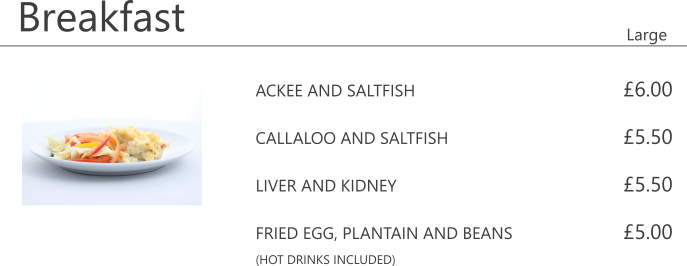 Breakfast
Large
ACKEE AND SALTFISH £6.00
CALLALOO AND SALTFISH £5.50
LIVER AND KIDNEY £5.50
FRIED EGG, PLANTAIN AND BEANS £5.00
(HOT DRINKS INCLUDED)